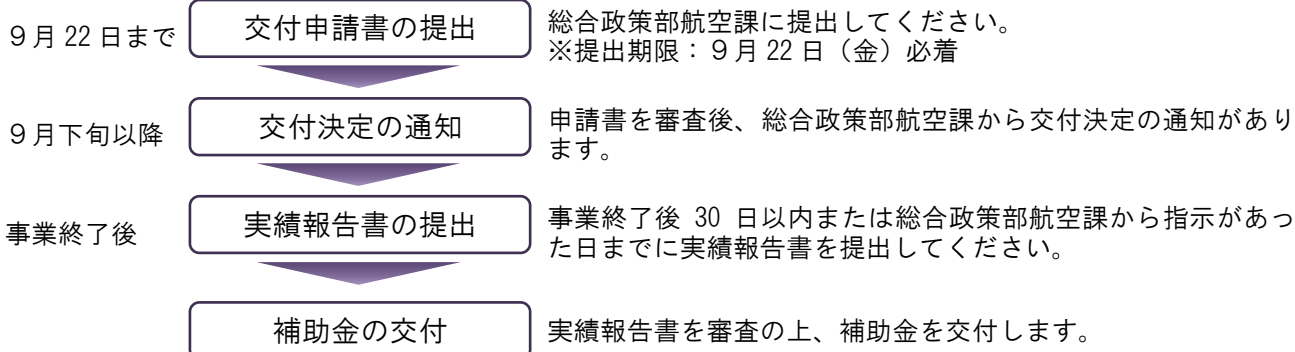 9月22日まで
交付申請書の提出
総合政策部航空課に提出してください。
※提出期限：9月22日（金）必着
9月下旬以降
交付決定の通知
申請書を審査後、総合政策部航空課から交付決定の通知があり
ます。
事業終了後
実績報告書の提出
事業終了後 30 日以内または総合政策部航空課から指示があっ
た日までに実績報告書を提出してください。
補助金の交付
実績報告書を審査の上、補助金を交付します。